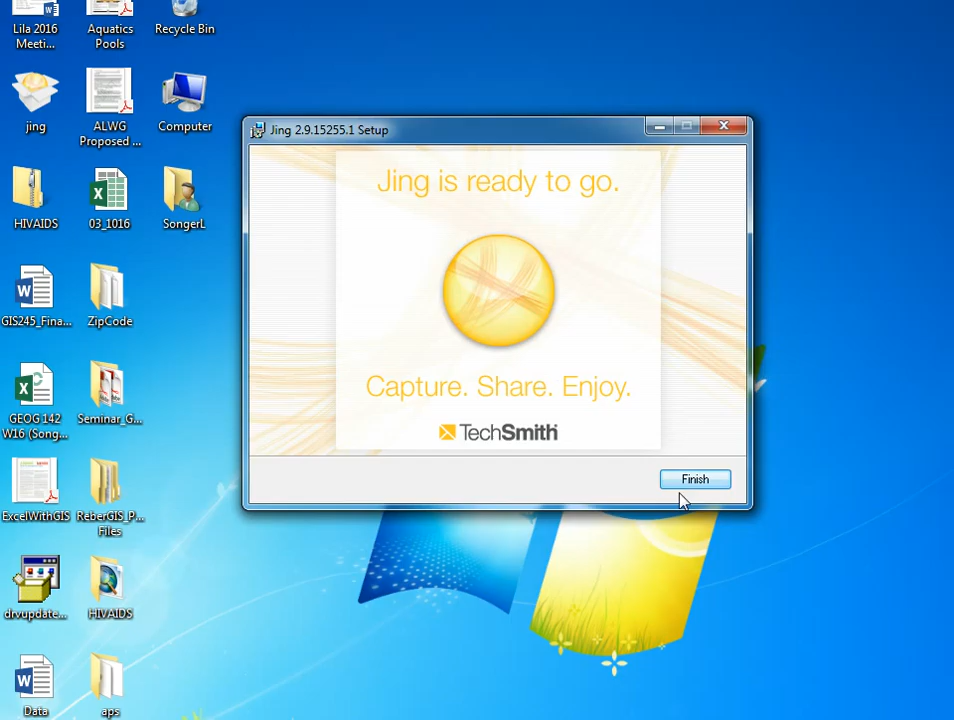 Lila 2016
Meeti...
Aquatics
Pools
Recycle Bin
jing
ALWG
Proposed ...
Computer
HIVAIDS
03_1016
SongerL
GIS245_Fina...
ZipCode
GEOG 142
W16 (Song...
Seminar_G...
ExcelWithGIS
ReberGIS_P...
Files
drvupdate...
HIVAIDS
Data
aps
Jing 2.9.15255.1 Setup
Jing is ready to go.
Capture. Share. Enjoy.
TechSmith
Finish